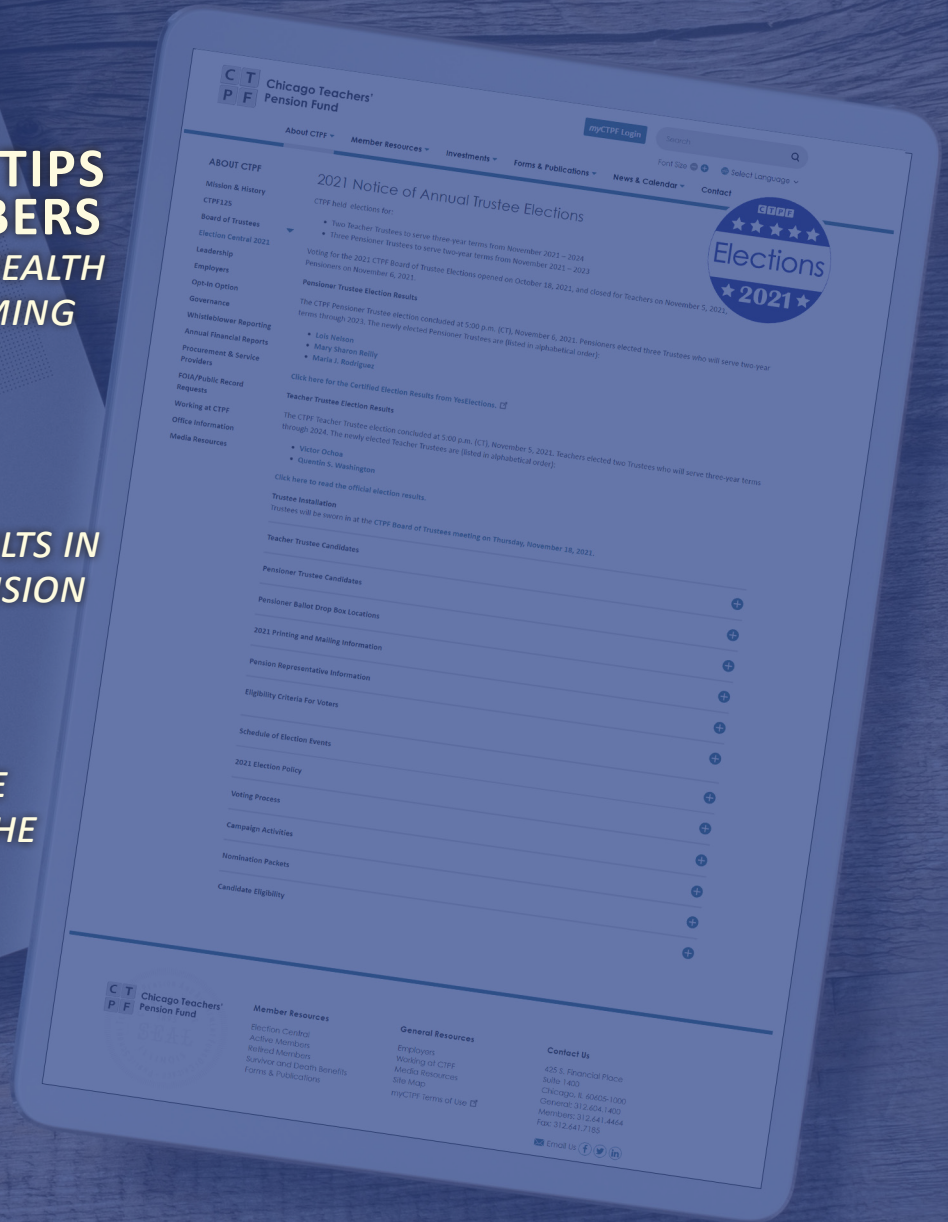 TIPS
BERS
EALTH
MING
LTS IN
SION
E
HE
C T
P F
Chicago Teachers'
Pension Fund
myCTPF Login
Search
Font Size
Select Language
About CTPF
Member Resources
Investments
Forms & Publications
News & Calendar
Contact
ABOUT CTPF
Mission & History
CTPF125
Board of Trustees
Election Central 2021
Leadership
Employers
Opt-In Option
Governance
Whistleblower Reporting
Annual Financial Reports
Procurement & Service
Providers
FOIA/Public Record
Requests
Working at CTPF
Office Information
Media Resources
2021 Notice of Annual Trustee Elections
CTPF held elections for:
• Two Teacher Trustees to serve three-year terms from November 2021 – 2024
• Three Pensioner Trustees to serve two-year terms from November 2021 – 2023
Voting for the 2021 CTPF Board of Trustee Elections opened on October 18, 2021, and closed for Teachers on November 5, 2021,
Pensioners on November 6, 2021.
CTPF
Elections
2021
Pensioner Trustee Election Results
The CTPF Pensioner Trustee election concluded at 5:00 p.m. (CT), November 6, 2021. Pensioners elected three Trustees who will serve two-year
terms through 2023. The newly elected Pensioner Trustees are (listed in alphabetical order):
• Lois Nelson
• Mary Sharon Reilly
• Maria J. Rodriguez
Click here for the Certified Election Results from YesElections.
Teacher Trustee Election Results
The CTPF Teacher Trustee election concluded at 5:00 p.m. (CT), November 5, 2021. Teachers elected two Trustees who will serve three-year terms
through 2024. The newly elected Teacher Trustees are (listed in alphabetical order):
• Victor Ochoa
• Quentin S. Washington
Click here to read the official election results.
Trustee Installation
Trustees will be sworn in at the CTPF Board of Trustees meeting on Thursday, November 18, 2021.
Teacher Trustee Candidates
Pensioner Trustee Candidates
Pensioner Ballot Drop Box Locations
2021 Printing and Mailing Information
Pension Representative Information
Eligibility Criteria For Voters
Schedule of Election Events
2021 Election Policy
Voting Process
Campaign Activities
Nomination Packets
Candidate Eligibility
C T
P F
Chicago Teachers'
Pension Fund
Member Resources
Election Central
Active Members
Retired Members
Survivor and Death Benefits
Forms & Publications
General Resources
Employers
Working at CTPF
Media Resources
Site Map
myCTPF Terms of Use
Contact Us
425 S. Financial Place
Suite 1400
Chicago, IL 60605-1000
General: 312.604.1400
Members: 312.641.4464
Fax: 312.641.7185
Email Us